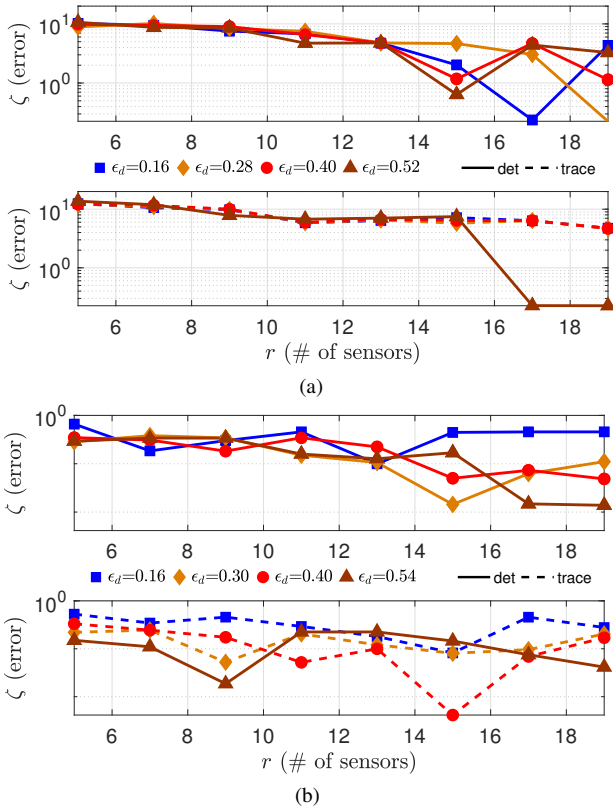 10^1
10^0
ζ (error)
6 8 10 12 14 16 18
ϵ_d=0.16 ϵ_d=0.28 ϵ_d=0.40 ϵ_d=0.52 det trace
10^1
10^0
ζ (error)
6 8 10 12 14 16 18
r (# of sensors)
(a)
10^0
ζ (error)
6 8 10 12 14 16 18
ϵ_d=0.16 ϵ_d=0.30 ϵ_d=0.40 ϵ_d=0.54 det trace
10^0
ζ (error)
6 8 10 12 14 16 18
r (# of sensors)
(b)